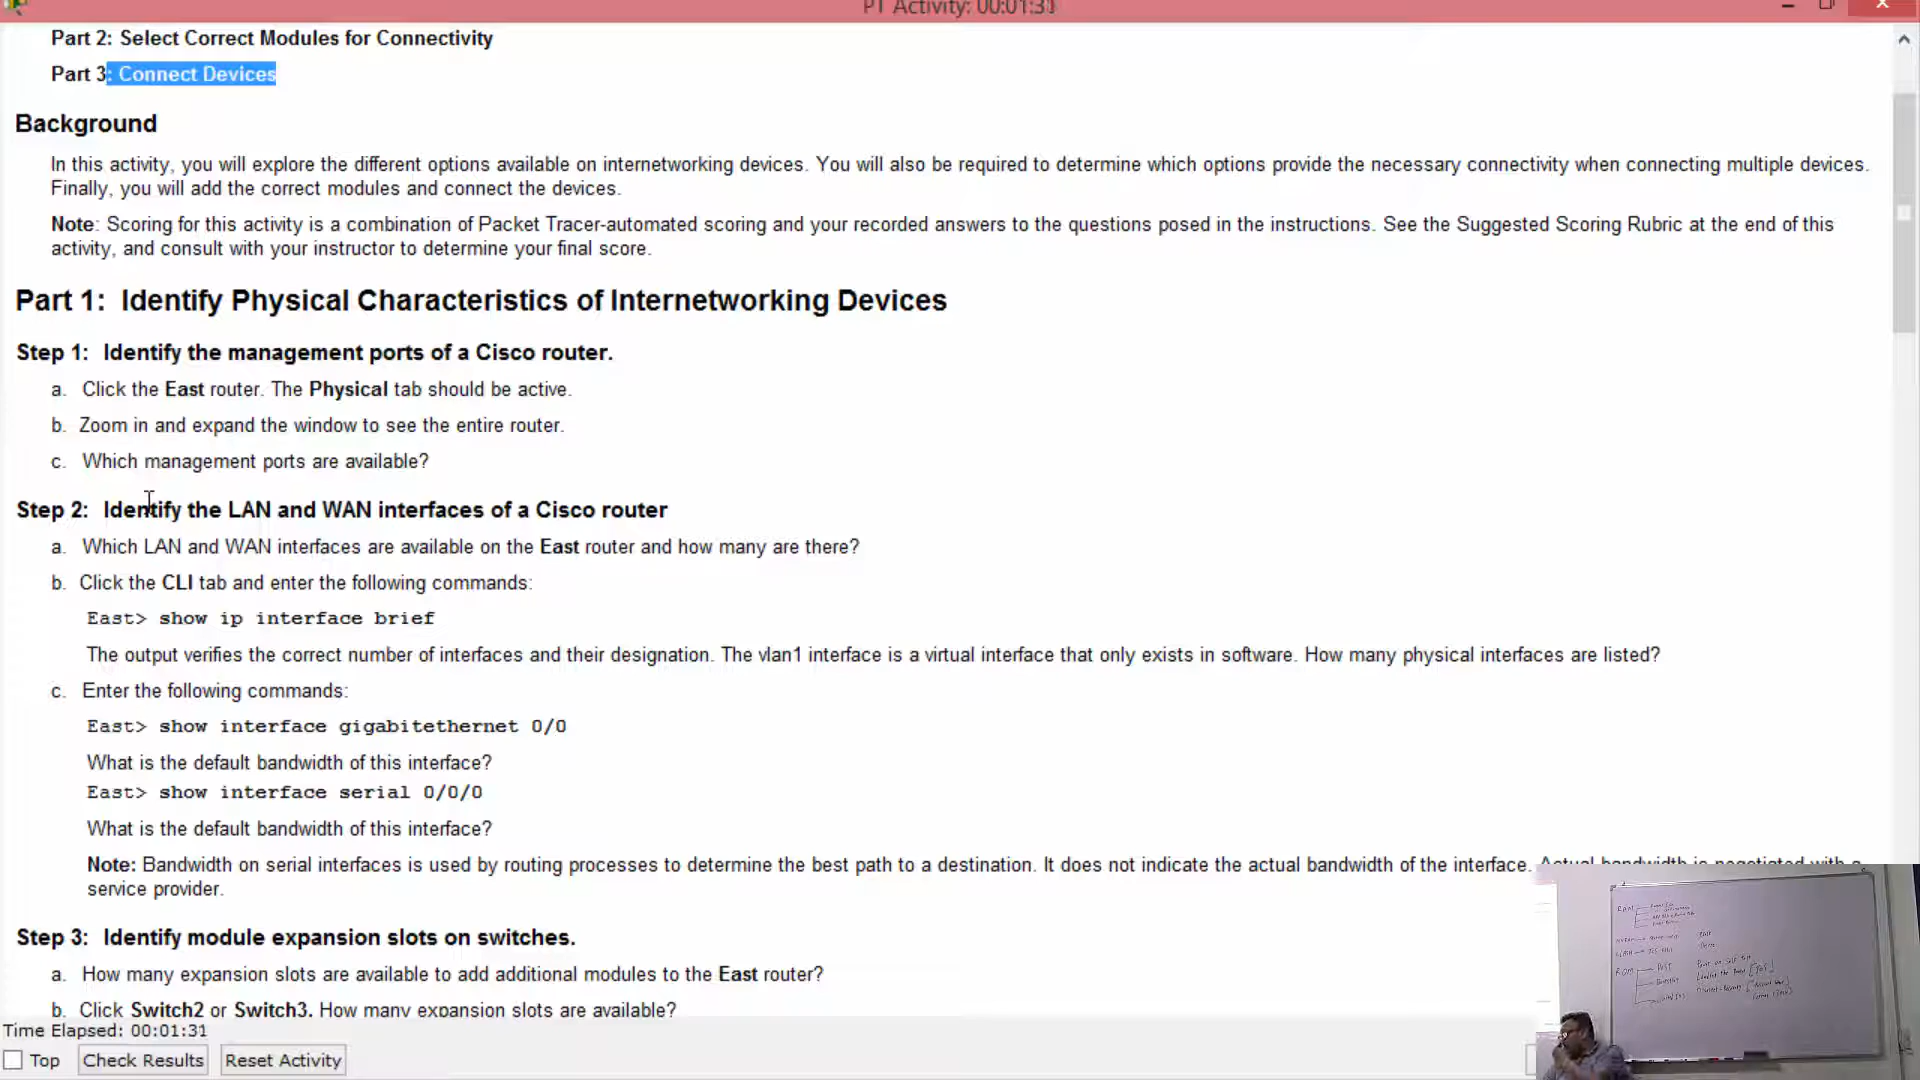 PT Activity: 00:01:31
Part 2: Select Correct Modules for Connectivity
Part 3: Connect Devices
Background
In this activity, you will explore the different options available on internetworking devices. You will also be required to determine which options provide the necessary connectivity when connecting multiple devices.
Finally, you will add the correct modules and connect the devices.
Note: Scoring for this activity is a combination of Packet Tracer-automated scoring and your recorded answers to the questions posed in the instructions. See the Suggested Scoring Rubric at the end of this
activity, and consult with your instructor to determine your final score.
Part 1: Identify Physical Characteristics of Internetworking Devices
Step 1: Identify the management ports of a Cisco router.
a. Click the East router. The Physical tab should be active.
b. Zoom in and expand the window to see the entire router.
c. Which management ports are available?
Step 2: Identify the LAN and WAN interfaces of a Cisco router
a. Which LAN and WAN interfaces are available on the East router and how many are there?
b. Click the CLI tab and enter the following commands:
East> show ip interface brief
The output verifies the correct number of interfaces and their designation. The vlan1 interface is a virtual interface that only exists in software. How many physical interfaces are listed?
c. Enter the following commands:
East> show interface gigabitethernet 0/0
What is the default bandwidth of this interface?
East> show interface serial 0/0/0
What is the default bandwidth of this interface?
Note: Bandwidth on serial interfaces is used by routing processes to determine the best path to a destination. It does not indicate the actual bandwidth of the interface. Actual bandwidth is negotiated with a
service provider.
Step 3: Identify module expansion slots on switches.
a. How many expansion slots are available to add additional modules to the East router?
b. Click Switch2 or Switch3. How many expansion slots are available?
Time Elapsed: 00:01:31
Top Check Results Reset Activity
RAM
ROM
POST